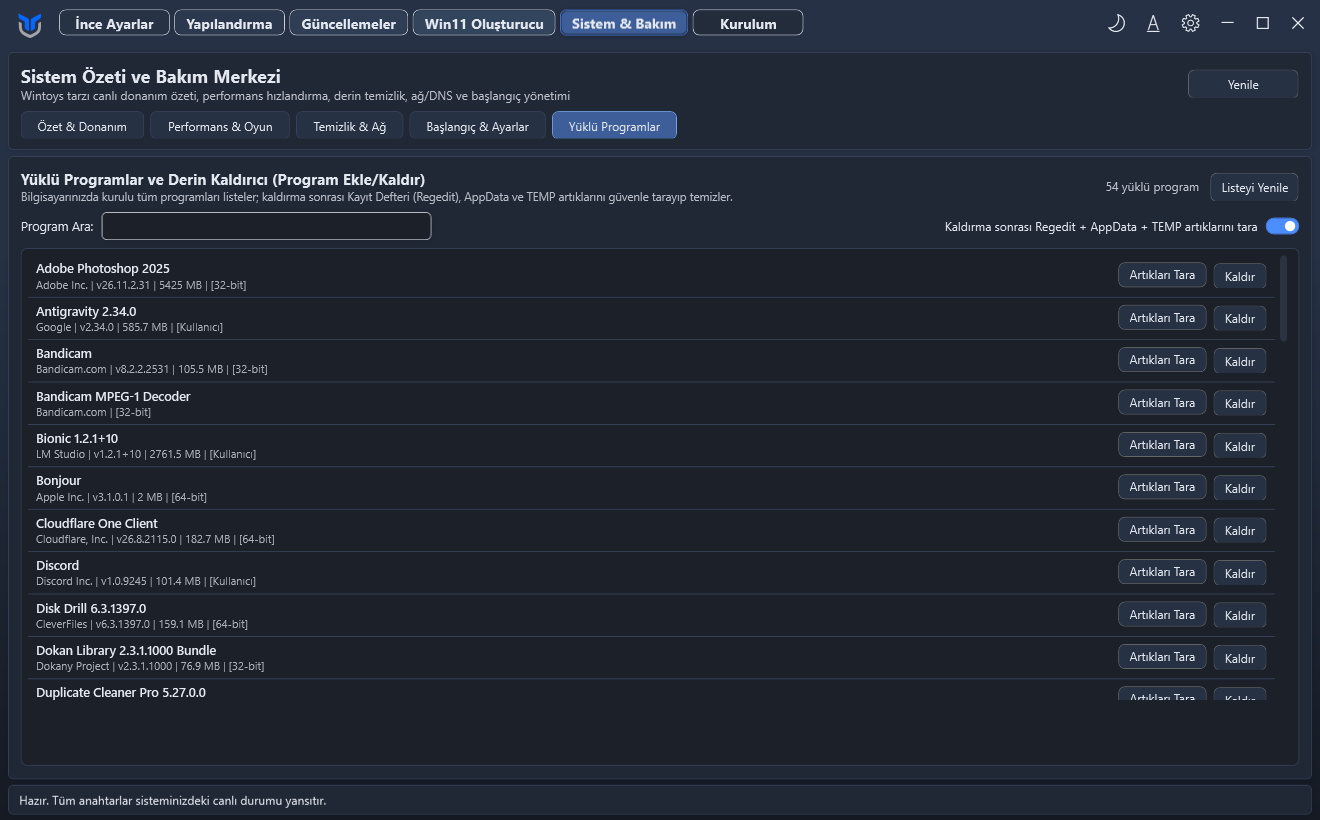 İnce Ayarlar Yapılandırma Güncellemeler Win11 Oluşturucu Sistem & Bakım Kurulum
Sistem Özeti ve Bakım Merkezi
Wintoys tarzı canlı donanım özeti, performans hızlandırma, derin temizlik, ağ/DNS ve başlangıç yönetimi
Yenile
Özet & Donanım Performans & Oyun Temizlik & Ağ Başlangıç & Ayarlar Yüklü Programlar
Yüklü Programlar ve Derin Kaldırıcı (Program Ekle/Kaldır)
Bilgisayarınızda kurulu tüm programları listeler; kaldırma sonrası Kayıt Defteri (Regedit), AppData ve TEMP artıklarını güvenle tarayıp temizler.
54 yüklü program Listeyi Yenile
Program Ara: Kaldırma sonrası Regedit + AppData + TEMP artıklarını tara
Adobe Photoshop 2025
Adobe Inc. | v26.11.2.31 | 5425 MB | [32-bit]
Artıkları Tara Kaldır
Antigravity 2.34.0
Google | v2.34.0 | 585.7 MB | [Kullanıcı]
Artıkları Tara Kaldır
Bandicam
Bandicam.com | v8.2.2.2531 | 105.5 MB | [32-bit]
Artıkları Tara Kaldır
Bandicam MPEG-1 Decoder
Bandicam.com | [32-bit]
Artıkları Tara Kaldır
Bionic 1.2.1+10
LM Studio | v1.2.1+10 | 2761.5 MB | [Kullanıcı]
Artıkları Tara Kaldır
Bonjour
Apple Inc. | v3.1.0.1 | 2 MB | [64-bit]
Artıkları Tara Kaldır
Cloudflare One Client
Cloudflare, Inc. | v26.8.2115.0 | 182.7 MB | [64-bit]
Artıkları Tara Kaldır
Discord
Discord Inc. | v1.0.9245 | 101.4 MB | [Kullanıcı]
Artıkları Tara Kaldır
Disk Drill 6.3.1397.0
CleverFiles | v6.3.1397.0 | 159.1 MB | [64-bit]
Artıkları Tara Kaldır
Dokan Library 2.3.1.1000 Bundle
Dokany Project | v2.3.1.1000 | 76.9 MB | [32-bit]
Artıkları Tara Kaldır
Duplicate Cleaner Pro 5.27.0.0
Artıkları Tara Kaldır
Hazır. Tüm anahtarlar sisteminizdeki canlı durumu yansıtır.